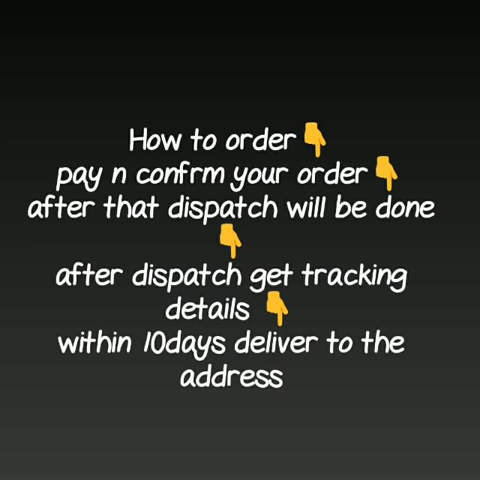 How to order👇
pay n confrm your order👇
after that dispatch will be done
👇
after dispatch get tracking
details 👇
within 10days deliver to the
address